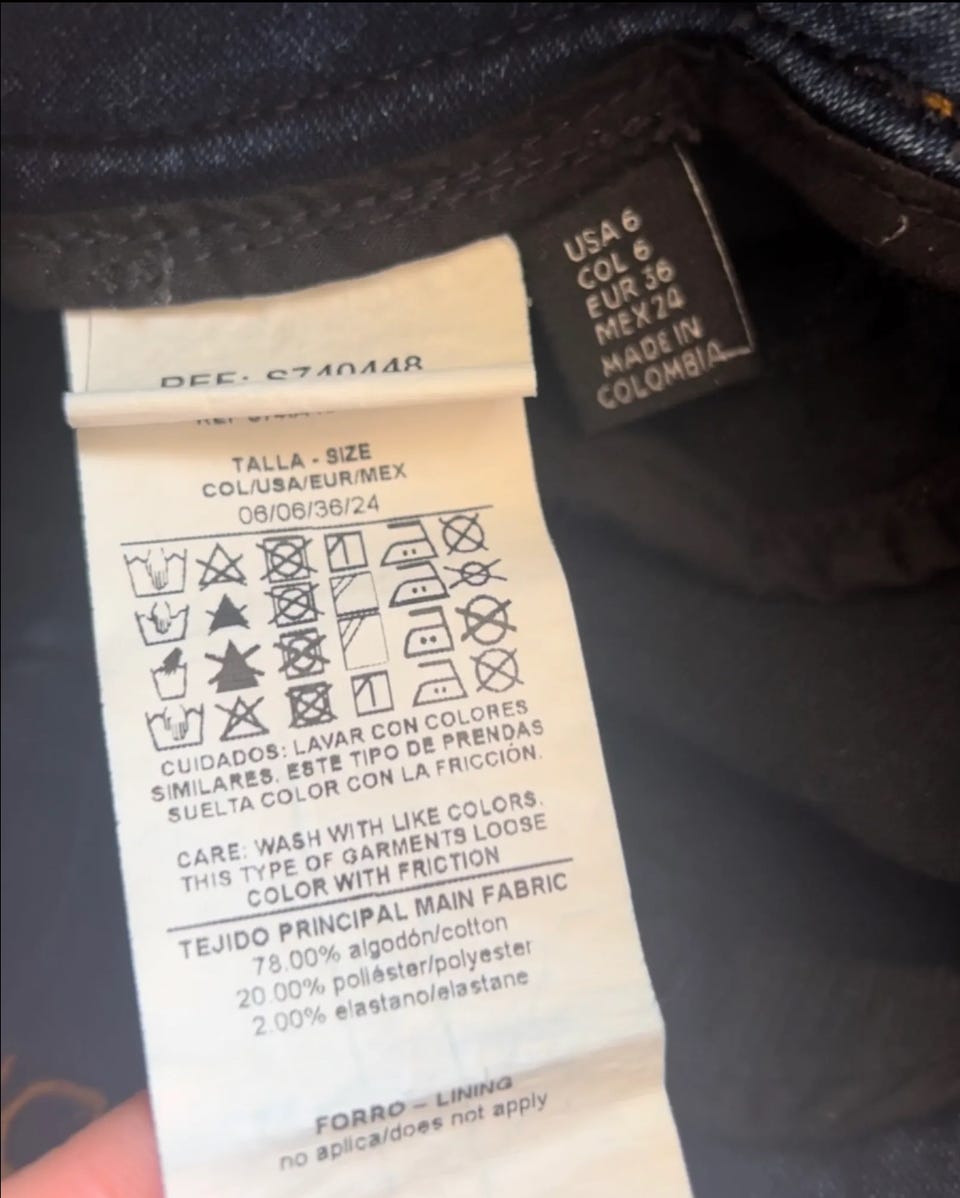 REF: S740448
TALLA - SIZE
COL/USA/EUR/MEX
06/06/36/24
CUIDADOS: LAVAR CON COLORES
SIMILARES. ESTE TIPO DE PRENDAS
SUELTA COLOR CON LA FRICCIÓN.
CARE: WASH WITH LIKE COLORS.
THIS TYPE OF GARMENTS LOOSE
COLOR WITH FRICTION
TEJIDO PRINCIPAL MAIN FABRIC
78.00% algodón/cotton
20.00% poliéster/polyester
2.00% elastano/elastane
FORRO - LINING
no aplica/does not apply
USA 6
COL 6
EUR 36
MEX 24
MADE IN
COLOMBIA